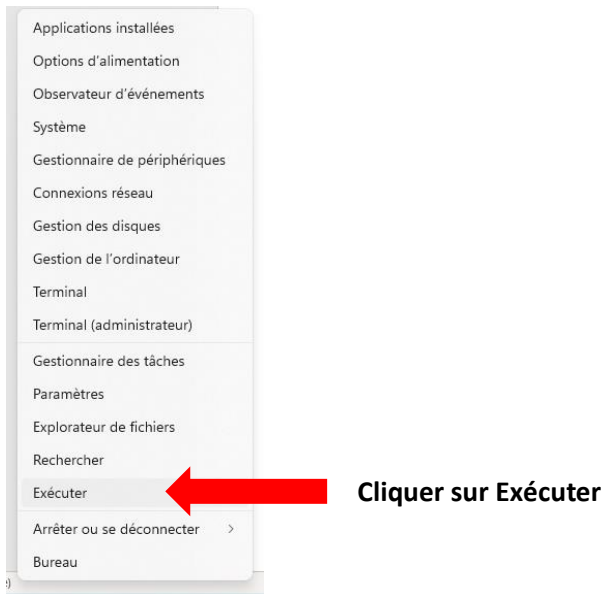 Applications installées
Options d'alimentation
Observateur d'événements
Système
Gestionnaire de périphériques
Connexions réseau
Gestion des disques
Gestion de l'ordinateur
Terminal
Terminal (administrateur)
Gestionnaire des tâches
Paramètres
Explorateur de fichiers
Rechercher
Exécuter
Cliquer sur Exécuter
Arrêter ou se déconnecter
Bureau